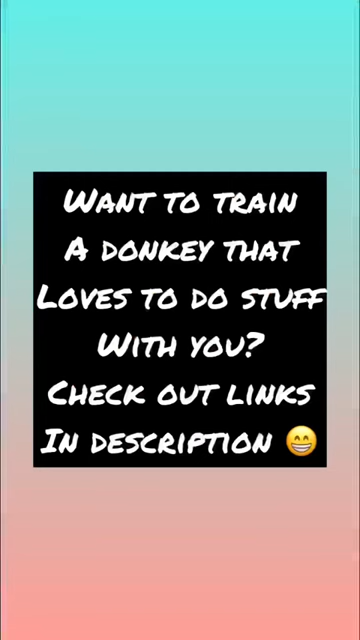 Want to train
a donkey that
loves to do stuff
with you?
Check out links
in description 😁